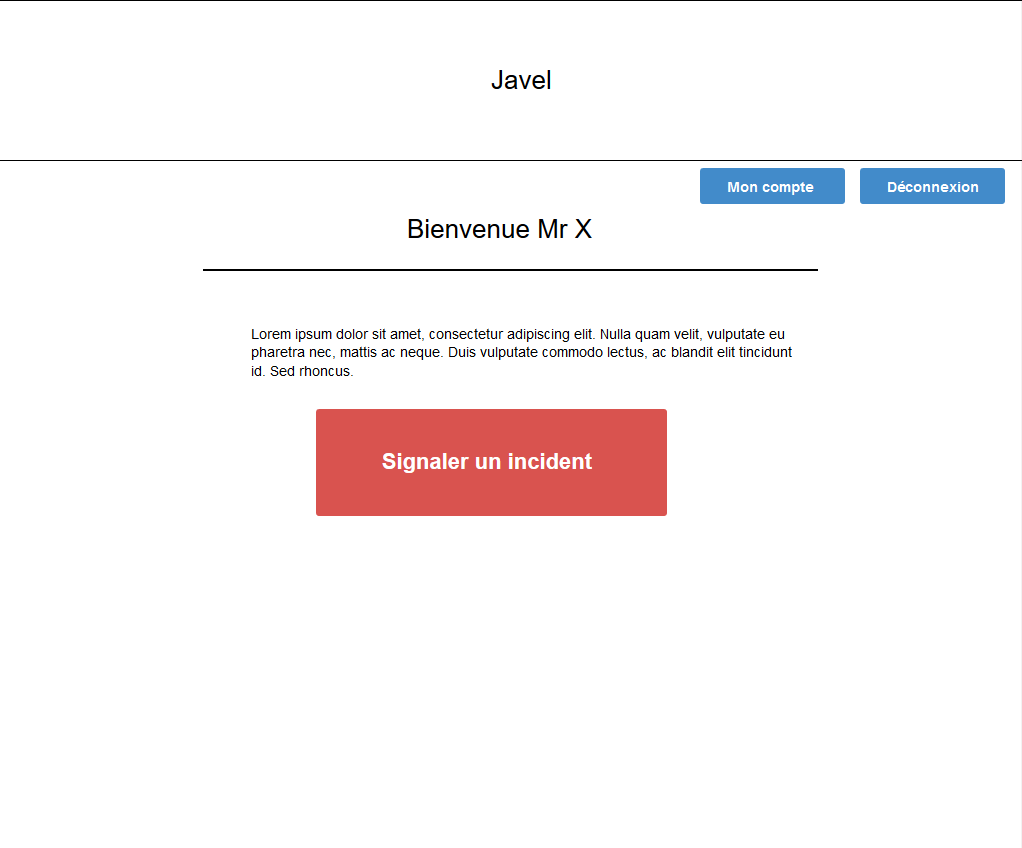 Javel
Mon compte
Déconnexion
Bienvenue Mr X
Lorem ipsum dolor sit amet, consectetur adipiscing elit. Nulla quam velit, vulputate eu
pharetra nec, mattis ac neque. Duis vulputate commodo lectus, ac blandit elit tincidunt
id. Sed rhoncus.
Signaler un incident